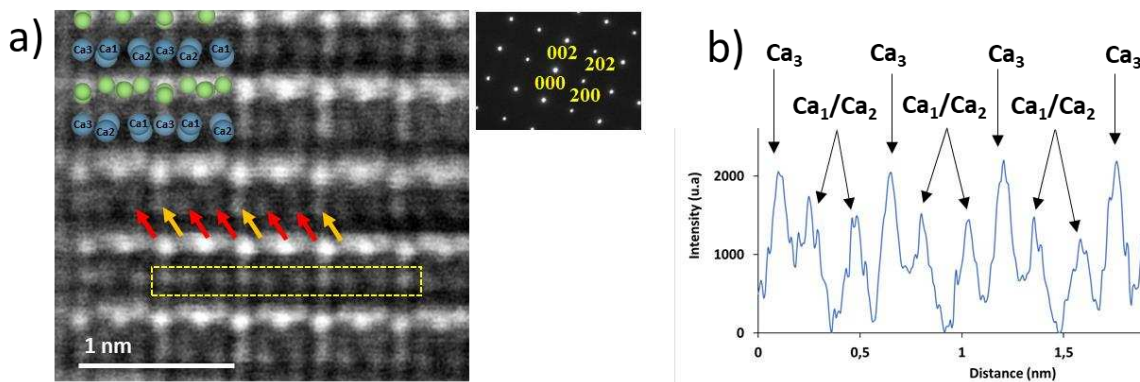 a)
Ca3 Ca1 Ca2 Ca3 Ca2 Ca1
Ca3 Ca2 Ca1 Ca3 Ca1 Ca2
1 nm
002
202
000
200
b)
Ca₃ Ca₃ Ca₃ Ca₃
Ca₁/Ca₂ Ca₁/Ca₂ Ca₁/Ca₂
Intensity (u.a)
2000
1000
0
0 0,5 1 1,5
Distance (nm)